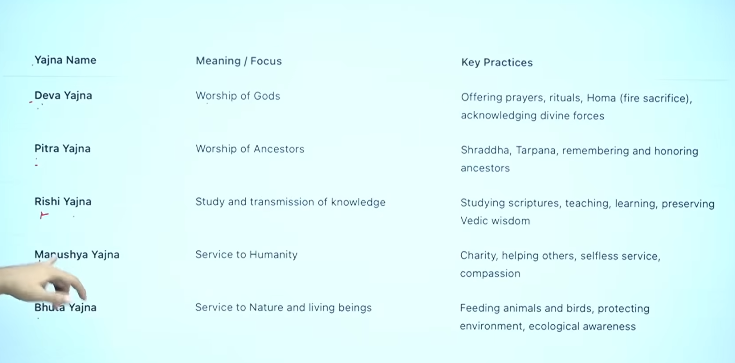 Yajna Name Meaning / Focus Key Practices
Deva Yajna Worship of Gods Offering prayers, rituals, Homa (fire sacrifice),
acknowledging divine forces
Pitra Yajna Worship of Ancestors Shraddha, Tarpana, remembering and honoring
ancestors
Rishi Yajna Study and transmission of knowledge Studying scriptures, teaching, learning, preserving
Vedic wisdom
Manushya Yajna Service to Humanity Charity, helping others, selfless service,
compassion
Bhuta Yajna Service to Nature and living beings Feeding animals and birds, protecting
environment, ecological awareness